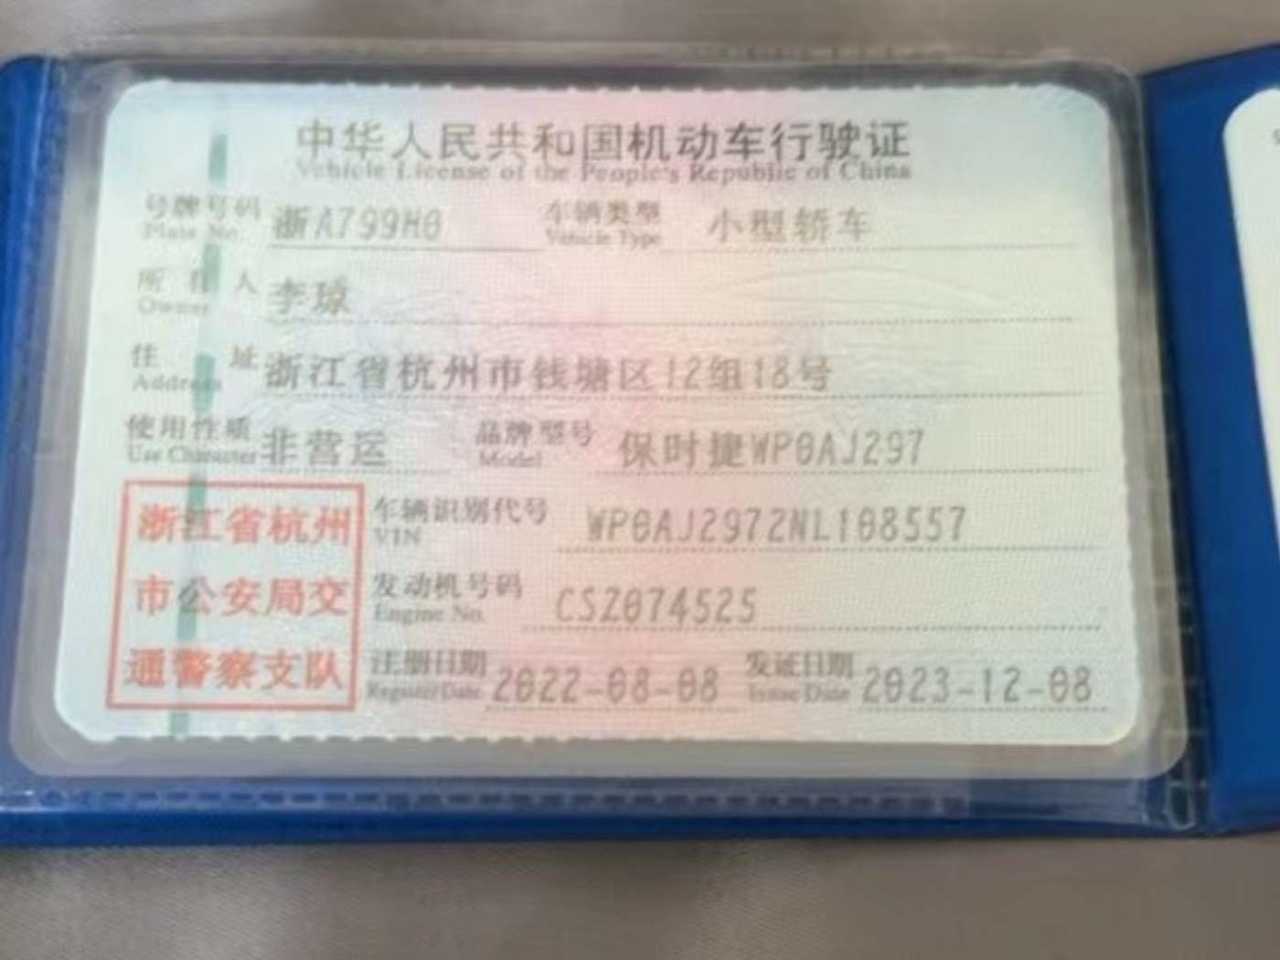 中华人民共和国机动车行驶证
Vehicle License of the People's Republic of China
号牌号码 浙A799H0 车辆类型 小型轿车
Plate No. Vehicle Type
所有人 李琼
Owner
住址 浙江省杭州市钱塘区12组18号
Address
使用性质 非营运 品牌型号 保时捷WP0AJ297
Use Character Model
浙江省杭州
市公安局交
通警察支队
车辆识别代号 WP0AJ2972NL108557
VIN
发动机号码 CSZ074525
Engine No.
注册日期 2022-08-08 发证日期 2023-12-08
Register Date Issue Date